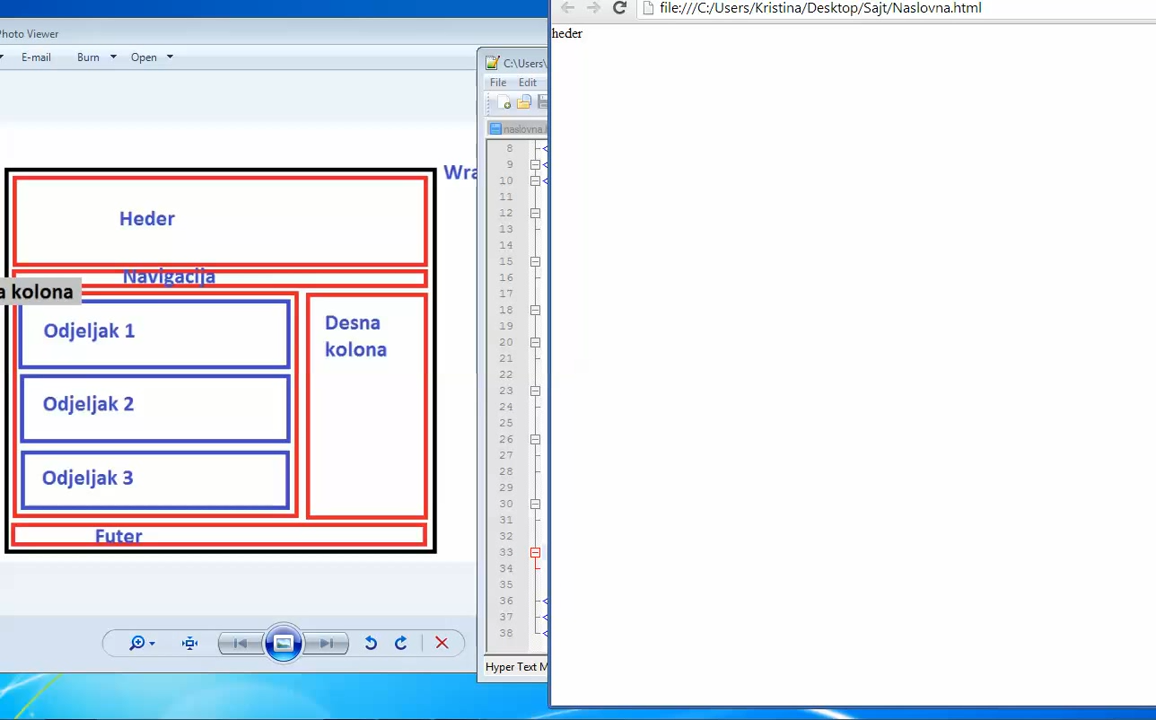 Photo Viewer
E-mail Burn Open
Heder
Navigacija
a kolona
Odjeljak 1
Odjeljak 2
Odjeljak 3
Desna
kolona
Futer
Wra
C:\Users\
File Edit
naslovna.
8
9
10
11
12
13
14
15
16
17
18
19
20
21
22
23
24
25
26
27
28
29
30
31
32
33
34
35
36
37
38
Hyper Text M
file:///C:/Users/Kristina/Desktop/Sajt/Naslovna.html
heder